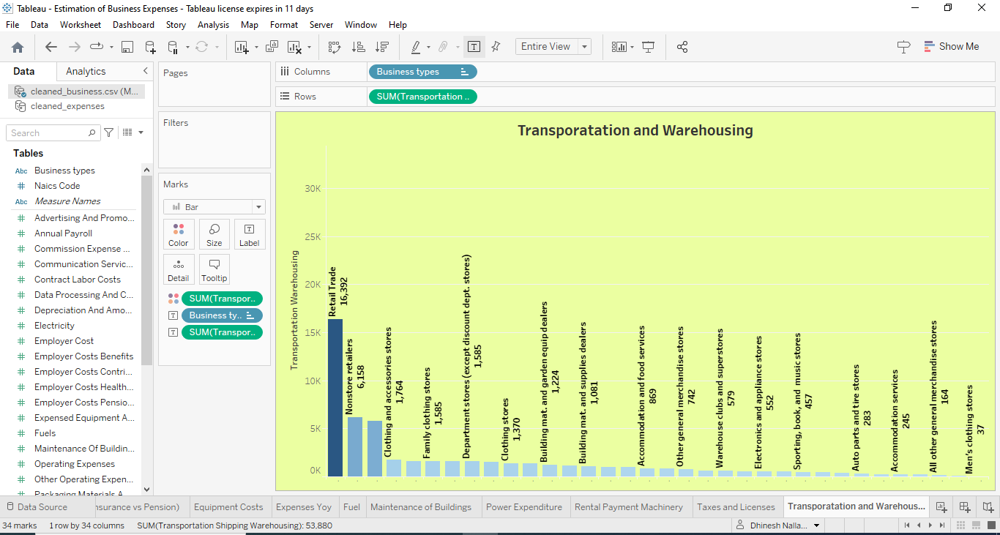 Tableau - Estimation of Business Expenses - Tableau license expires in 11 days
File Data Worksheet Dashboard Story Analysis Map Format Server Window Help
Entire View
Show Me
Data Analytics
cleaned_business.csv (M...
cleaned_expenses
Search
Tables
Abc Business types
# Naics Code
Abc Measure Names
# Advertising And Promo...
# Annual Payroll
# Commission Expense ...
# Communication Servic...
# Contract Labor Costs
# Data Processing And C...
# Depreciation And Amo...
# Electricity
# Employer Cost
# Employer Costs Benefits
# Employer Costs Contri...
# Employer Costs Health...
# Employer Costs Pensio...
# Expensed Equipment A...
# Fuels
# Maintenance Of Buildin...
# Operating Expenses
# Other Operating Expen...
# Packaging Materials A...
Pages
Filters
Marks
Bar
Color Size Label
Detail Tooltip
SUM(Transpor..
Business ty..
SUM(Transpor..
Columns Business types
Rows SUM(Transportation ..
Transporatation and Warehousing
Transportation Warehousing
30K
25K
20K
15K
10K
5K
0K
Retail Trade
16,392
Nonstore retailers
6,158
Clothing and accessories stores
1,764
Family clothing stores
1,585
Department stores (except discount dept. stores)
1,585
Clothing stores
1,370
Building mat. and garden equip dealers
1,224
Building mat. and supplies dealers
1,081
Accommodation and food services
869
Other general merchandise stores
742
Warehouse clubs and superstores
579
Electronics and appliance stores
552
Sporting, book, and music stores
457
Auto parts and tire stores
283
Accommodation services
245
All other general merchandise stores
164
Men's clothing stores
37
Data Source nsurance vs Pension) Equipment Costs Expenses Yoy Fuel Maintenance of Buildings Power Expenditure Rental Payment Machinery Taxes and Licenses Transporatation and Warehous...
34 marks 1 row by 34 columns SUM(Transportation Shipping Warehousing): 53,880 Dhinesh Nalla...